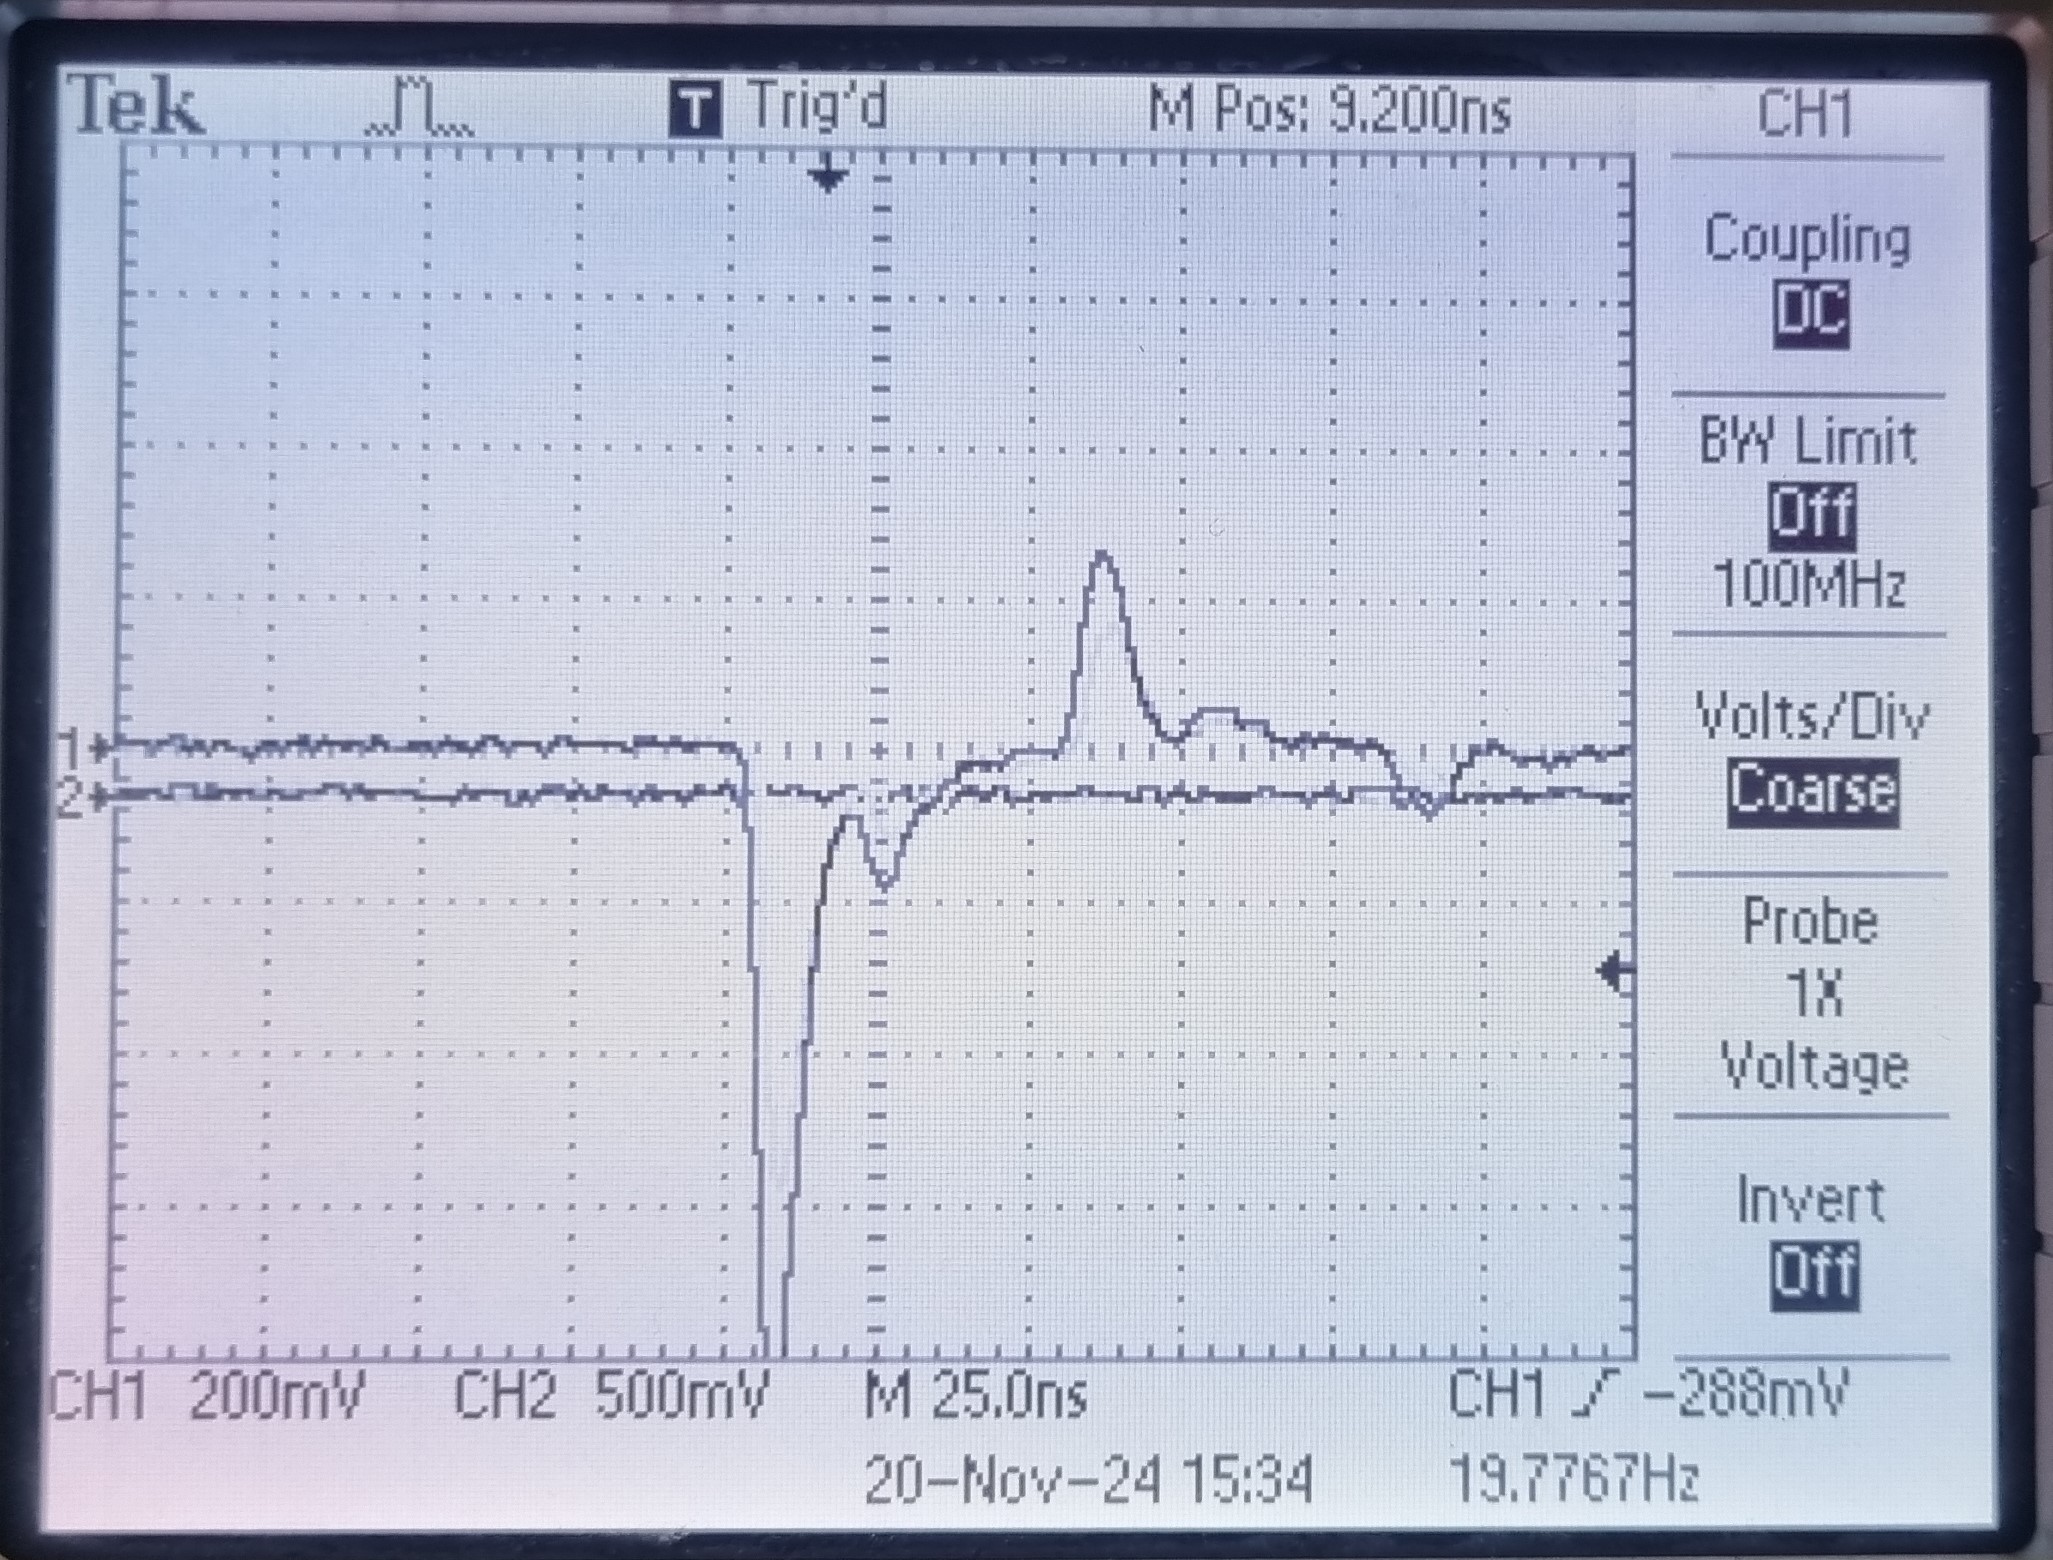 Tek T Trig'd M Pos: 9.200ns CH1
Coupling
DC
BW Limit
Off
100MHz
Volts/Div
Coarse
Probe
1X
Voltage
Invert
Off
1
2
CH1 200mV CH2 500mV M 25.0ns CH1 -288mV
20-Nov-24 15:34 19.7767Hz